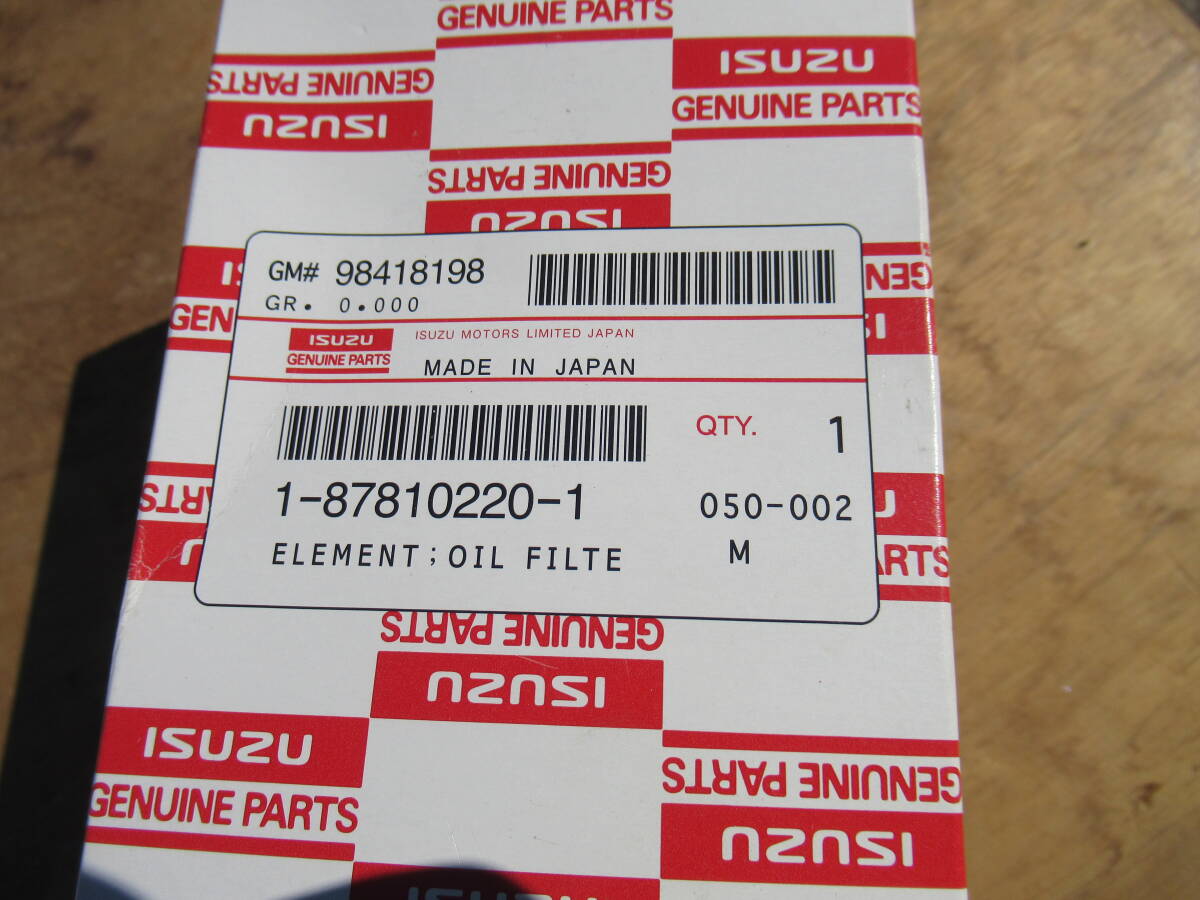 GENUINE PARTS
ISUZU
GENUINE PARTS
GENUINE PARTS
ISUZU
GENUINE PARTS
ISUZU
GM# 98418198
GR. 0.000
ISUZU
GENUINE PARTS
ISUZU MOTORS LIMITED JAPAN
MADE IN JAPAN
QTY. 1
1-87810220-1
050-002
ELEMENT;OIL FILTE
M
GENUINE PARTS
ISUZU
ISUZU
GENUINE PARTS
GENUINE PARTS
ISUZU